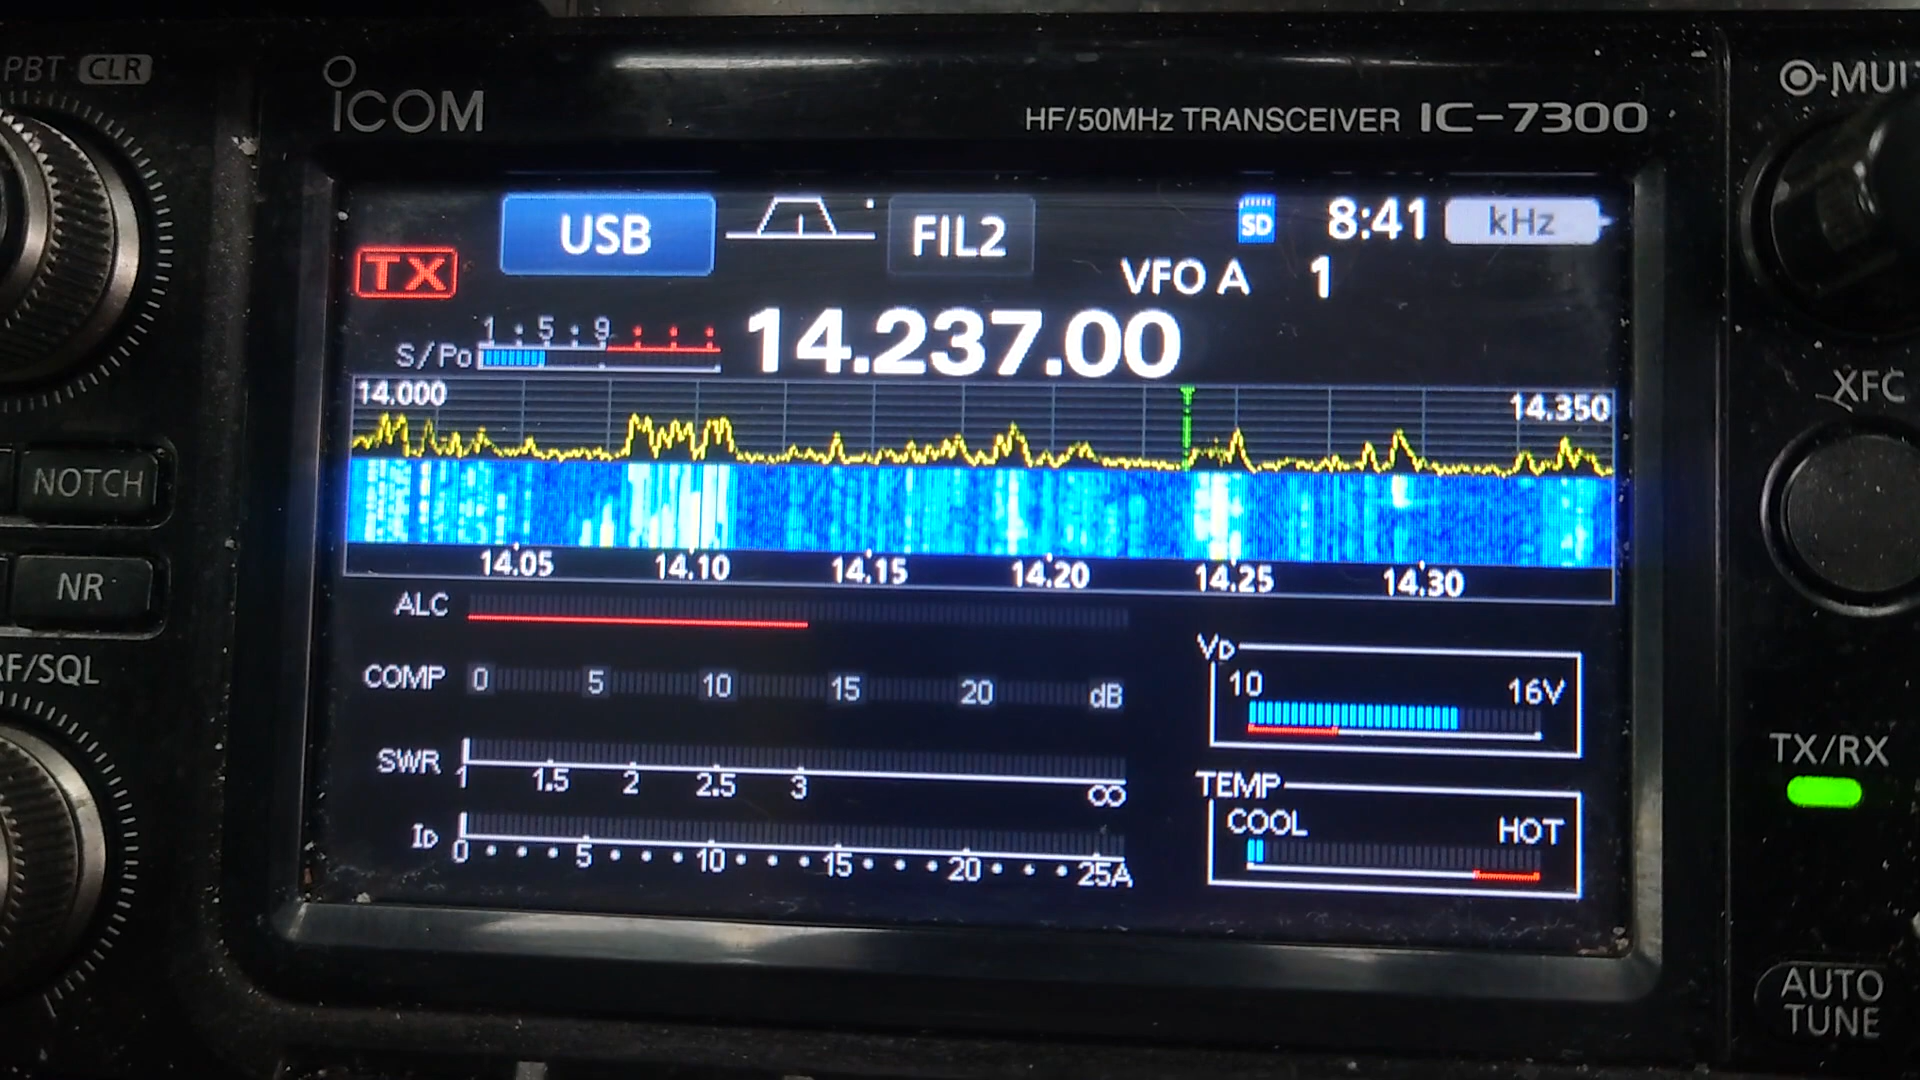 PBT CLR
ICOM
HF/50MHz TRANSCEIVER IC-7300
USB
FIL2
SD
8:41
kHz
TX
VFO A 1
1 5 9
S/Po
14.237.00
14.000
14.350
14.05 14.10 14.15 14.20 14.25 14.30
ALC
COMP 0 5 10 15 20 dB
SWR 1 1.5 2 2.5 3 ∞
ID 0 5 10 15 20 25A
VD
10 16V
TEMP
COOL HOT
NOTCH
NR
RF/SQL
XFC
TX/RX
AUTO
TUNE